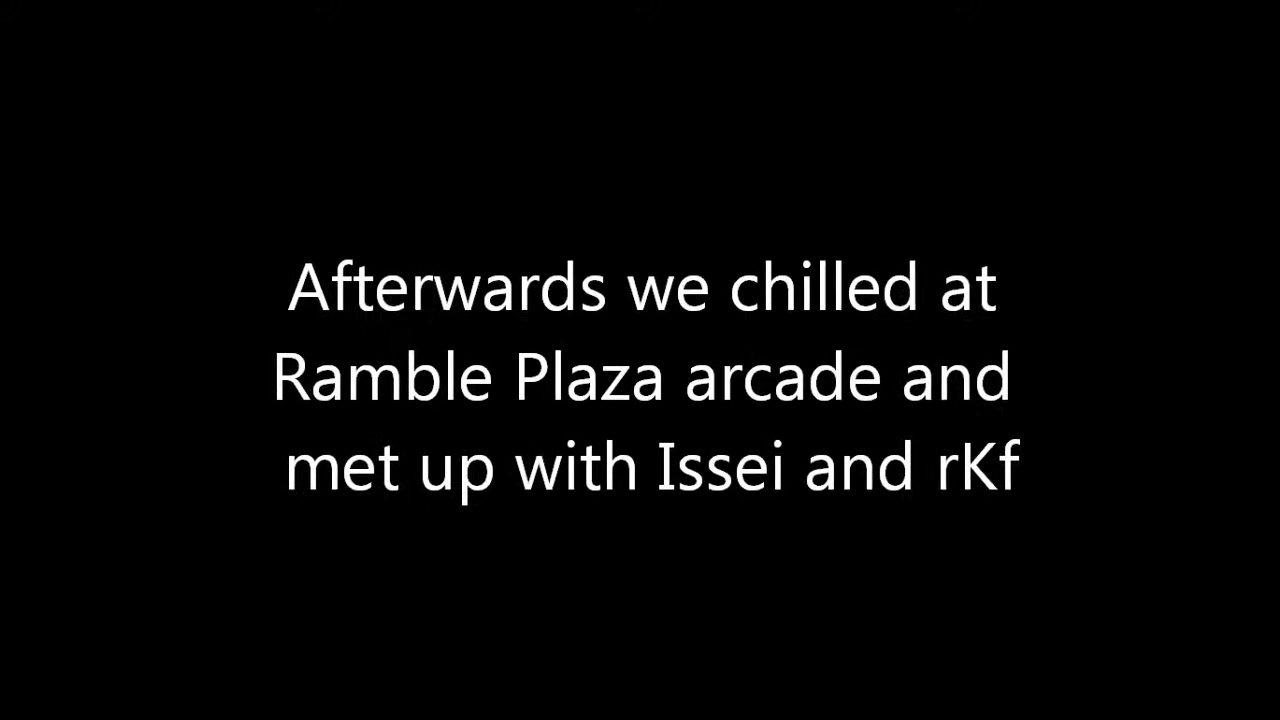 Afterwards we chilled at
Ramble Plaza arcade and
met up with Issei and rKf